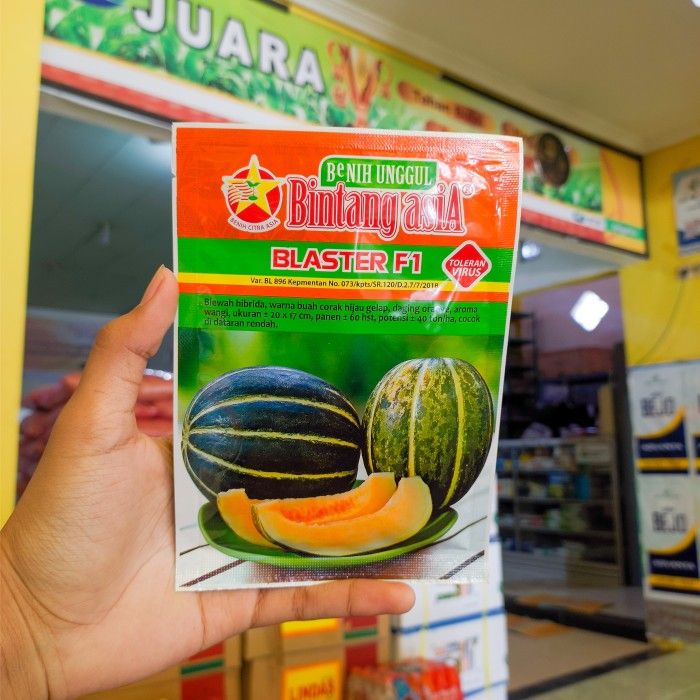 JUARA
BeNIH UNGGUL
Bintang asiA
BENIH CITRA ASIA
BLASTER F1
TOLERAN
VIRUS
Var. BL 896 Kepmentan No. 073/kpts/SR.120/D.2.7/7/2018
Blewah hibrida, warna buah corak hijau gelap, daging oranye, aroma
wangi, ukuran ± 20 x 17 cm, panen ± 60 hst, potensi ± 40 ton/ha, cocok
di dataran rendah.
LINDAS